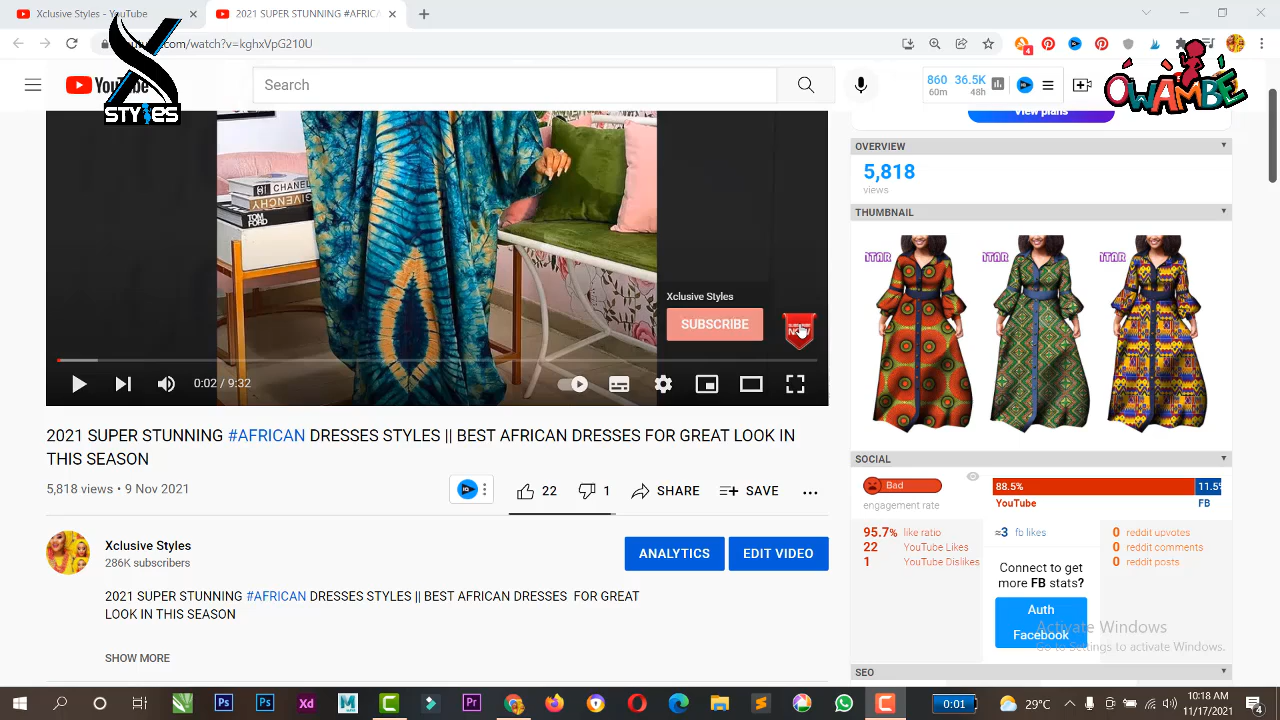 Xclusive Styles - YouTube
2021 SUPER STUNNING #AFRICA
.com/watch?v=kghxVpG210U
STYLES
YouTube
Search
860 36.5K
60m 48h
OWAMBE
View plans
OVERVIEW
5,818
views
THUMBNAIL
CHANEL
GIVENCHY
TOM FORD
Xclusive Styles
SUBSCRIBE
NOW
0:02 / 9:32
2021 SUPER STUNNING #AFRICAN DRESSES STYLES || BEST AFRICAN DRESSES FOR GREAT LOOK IN
THIS SEASON
5,818 views • 9 Nov 2021
22
1
SHARE
SAVE
SOCIAL
Bad
engagement rate
88.5%
11.5%
YouTube
FB
95.7% like ratio
22 YouTube Likes
1 YouTube Dislikes
≈3 fb likes
Connect to get
more FB stats?
Auth
Facebook
0 reddit upvotes
0 reddit comments
0 reddit posts
Xclusive Styles
286K subscribers
ANALYTICS
EDIT VIDEO
2021 SUPER STUNNING #AFRICAN DRESSES STYLES || BEST AFRICAN DRESSES FOR GREAT
LOOK IN THIS SEASON
SHOW MORE
Activate Windows
Go to Settings to activate Windows.
SEO
0:01
29°C
10:18 AM
11/17/2021